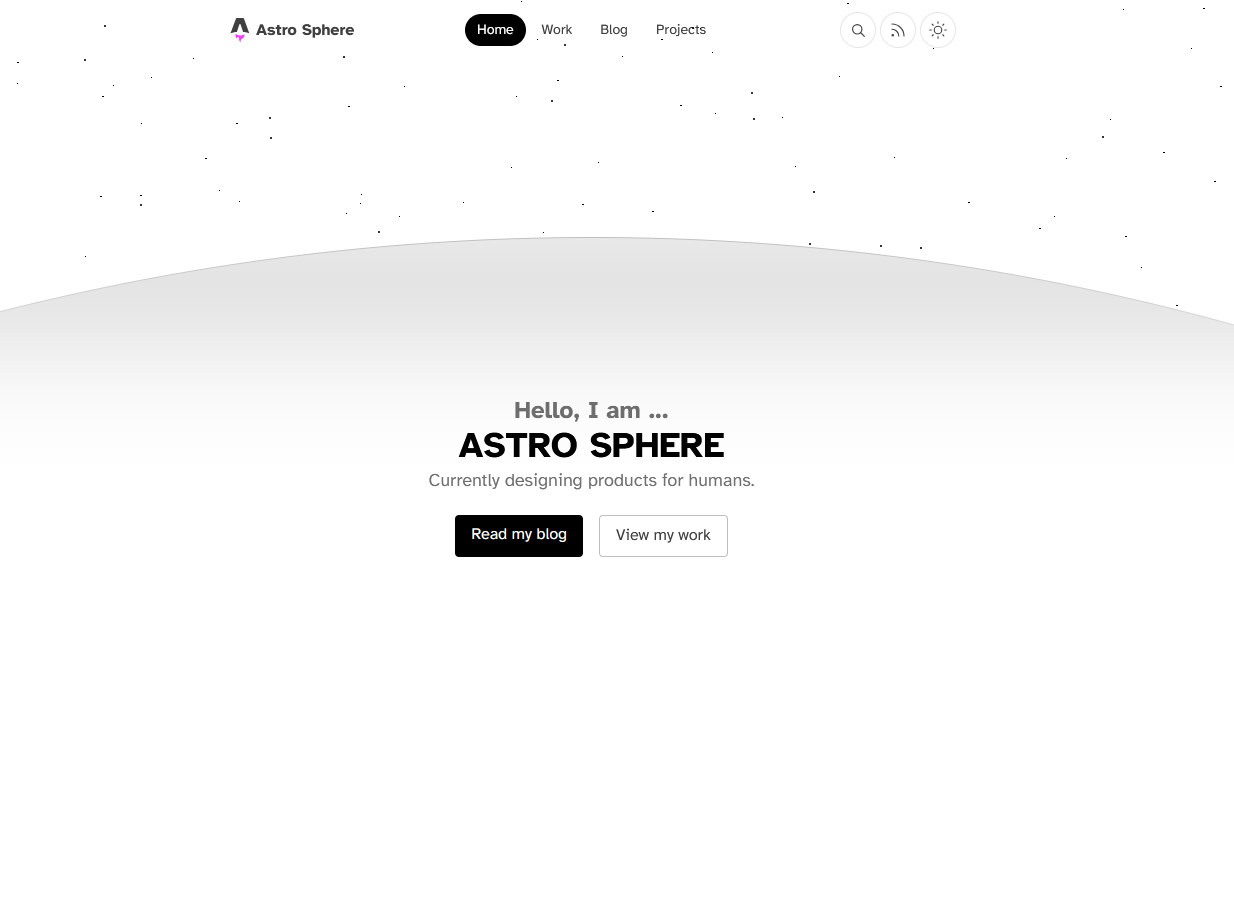 Astro Sphere
Home
Work
Blog
Projects
Hello, I am ...
ASTRO SPHERE
Currently designing products for humans.
Read my blog
View my work